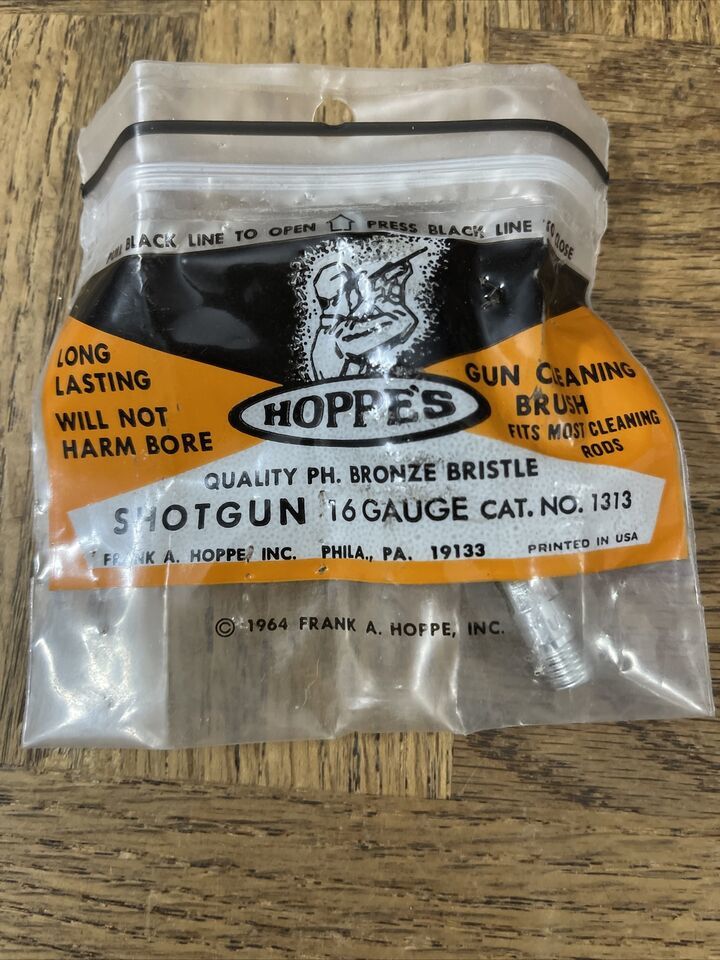 BLACK LINE TO OPEN PRESS BLACK LINE TO CLOSE
LONG
LASTING
WILL NOT
HARM BORE
GUN CLEANING
BRUSH
FITS MOST CLEANING
RODS
HOPPE'S
QUALITY PH. BRONZE BRISTLE
SHOTGUN 16 GAUGE CAT. NO. 1313
FRANK A. HOPPE, INC. PHILA., PA. 19133 PRINTED IN USA
© 1964 FRANK A. HOPPE, INC.